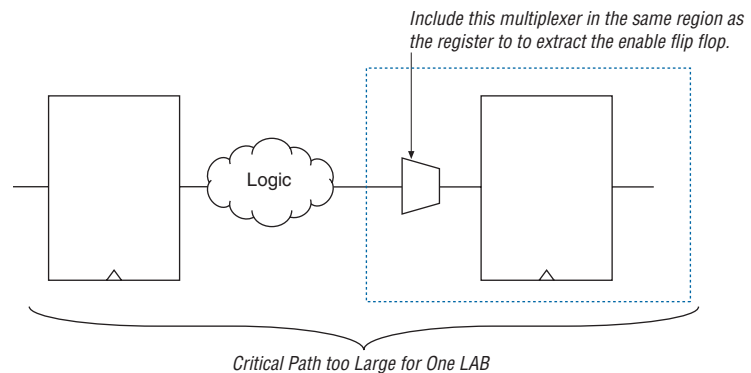 Include this multiplexer in the same region as
the register to to extract the enable flip flop.
Logic
Critical Path too Large for One LAB